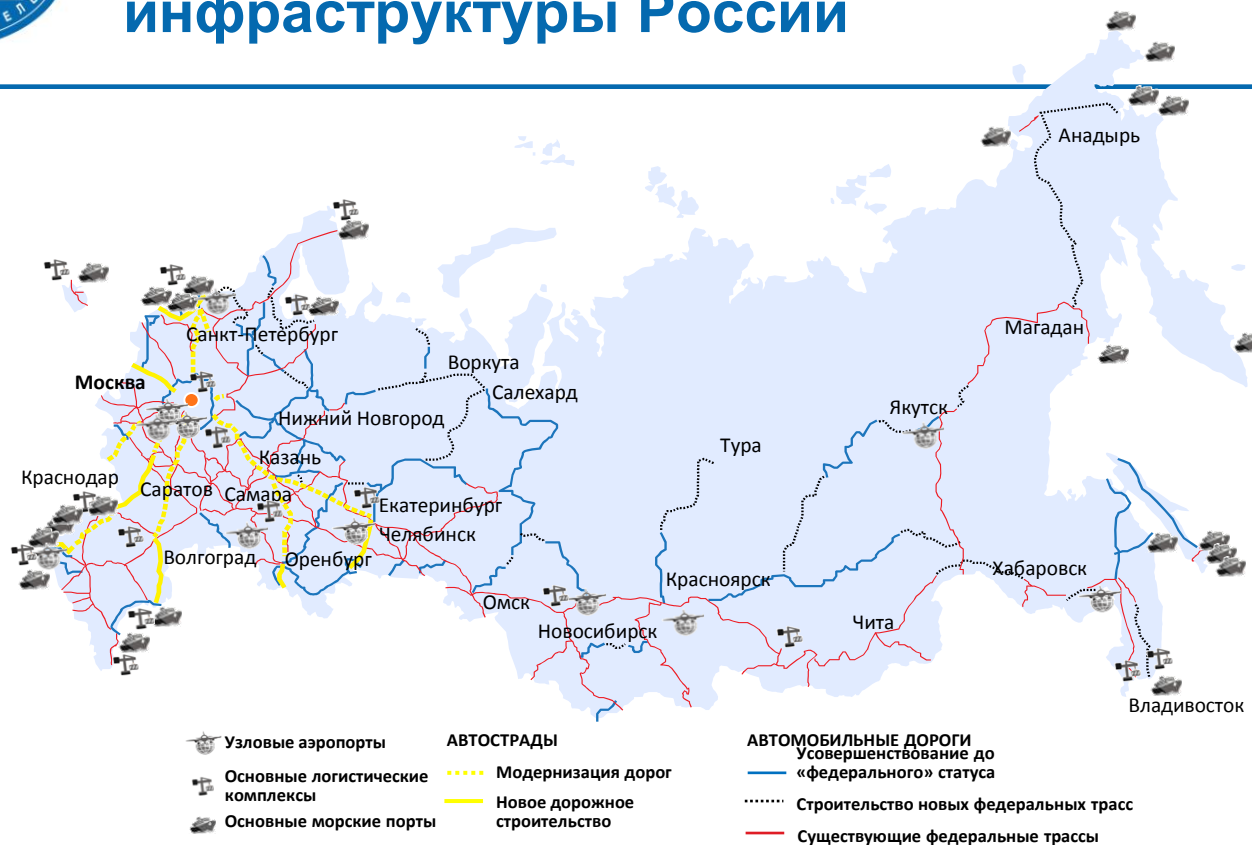 инфраструктуры России
Анадырь
Магадан
Санкт-Петербург
Воркута
Москва
Салехард
Якутск
Нижний Новгород
Тура
Казань
Краснодар
Саратов
Самара
Екатеринбург
Челябинск
Волгоград
Оренбург
Хабаровск
Красноярск
Омск
Чита
Новосибирск
Владивосток
Узловые аэропорты
Основные логистические
комплексы
Основные морские порты
АВТОСТРАДЫ
Модернизация дорог
Новое дорожное
строительство
АВТОМОБИЛЬНЫЕ ДОРОГИ
Усовершенствование до
«федерального» статуса
Строительство новых федеральных трасс
Существующие федеральные трассы